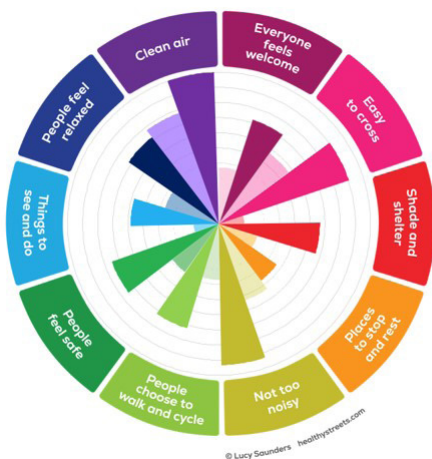 Clean air
Everyone
feels
welcome
Easy
to cross
Shade and
shelter
Places
to stop
and rest
Not too
noisy
People
choose to
walk and cycle
People
feel safe
Things to
see and do
People feel
relaxed
© Lucy Saunders healthystreets.com